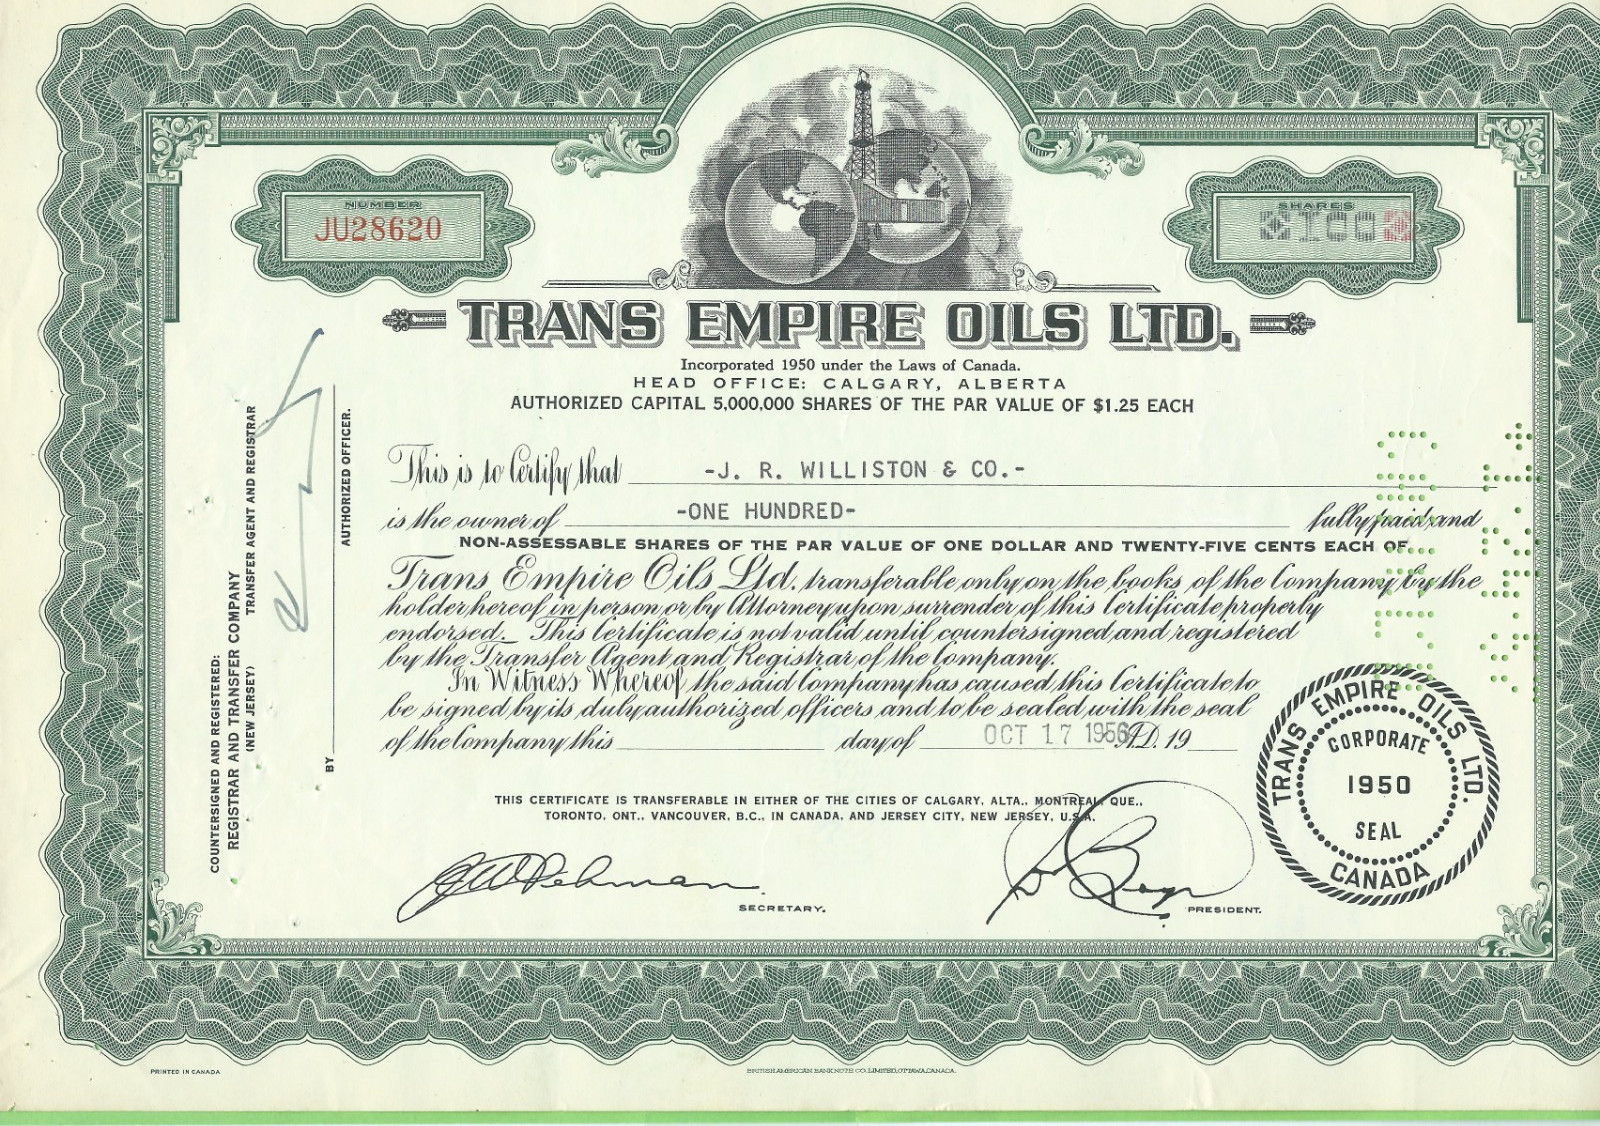 NUMBER
JU28620
SHARES
100
TRANS EMPIRE OILS LTD.
Incorporated 1950 under the Laws of Canada.
HEAD OFFICE: CALGARY, ALBERTA
AUTHORIZED CAPITAL 5,000,000 SHARES OF THE PAR VALUE OF $1.25 EACH
This is to Certify that -J. R. WILLISTON & CO.-
is the owner of -ONE HUNDRED- fully paid and
NON-ASSESSABLE SHARES OF THE PAR VALUE OF ONE DOLLAR AND TWENTY-FIVE CENTS EACH OF
Trans Empire Oils Ltd. transferable only on the books of the Company by the
holder hereof in person or by Attorney upon surrender of this Certificate properly
endorsed. This Certificate is not valid until countersigned and registered
by the Transfer Agent and Registrar of the Company.
In Witness Whereof the said Company has caused this Certificate to
be signed by its duly authorized officers and to be sealed with the seal
of the Company this day of OCT 17 1956 A.D. 19
THIS CERTIFICATE IS TRANSFERABLE IN EITHER OF THE CITIES OF CALGARY, ALTA., MONTREAL, QUE.,
TORONTO, ONT., VANCOUVER, B.C., IN CANADA, AND JERSEY CITY, NEW JERSEY, U.S.A.
SECRETARY.
PRESIDENT.
TRANS EMPIRE OILS LTD.
CORPORATE
1950
SEAL
CANADA
COUNTERSIGNED AND REGISTERED:
REGISTRAR AND TRANSFER COMPANY
(NEW JERSEY) TRANSFER AGENT AND REGISTRAR
BY
AUTHORIZED OFFICER.
PRINTED IN CANADA
BRITISH AMERICAN BANK NOTE CO. LIMITED, OTTAWA, CANADA.